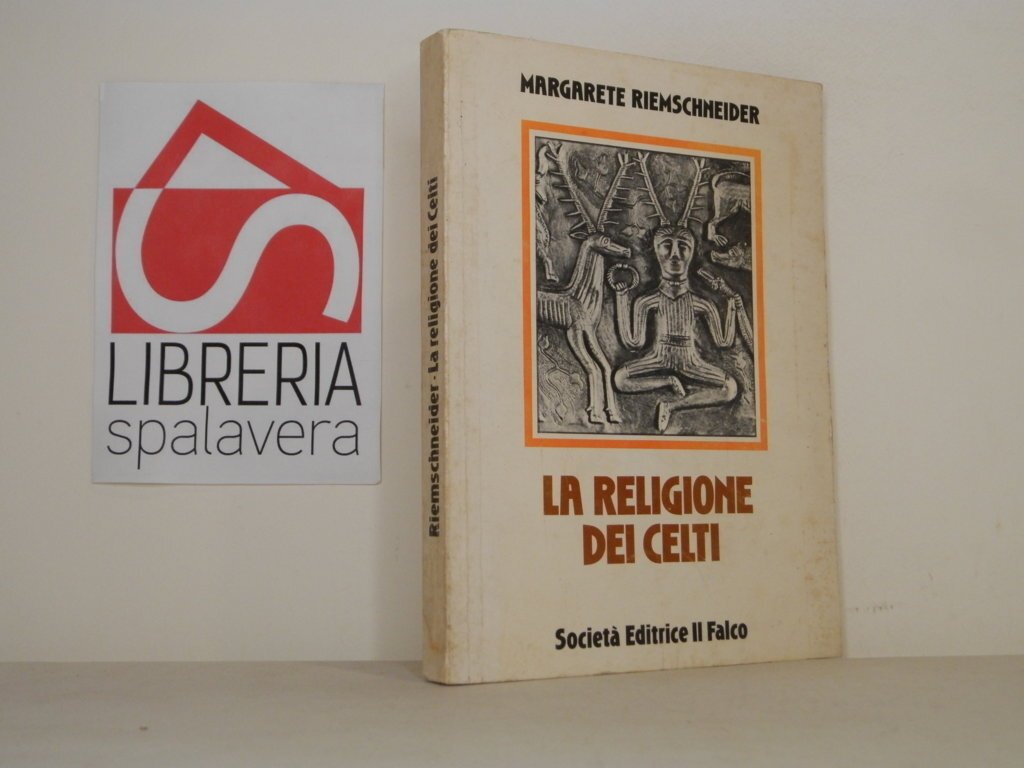 LIBRERIA
spalavera
Riemschneider - La religione dei Celti
MARGARETE RIEMSCHNEIDER
LA RELIGIONE
DEI CELTI
Società Editrice Il Falco